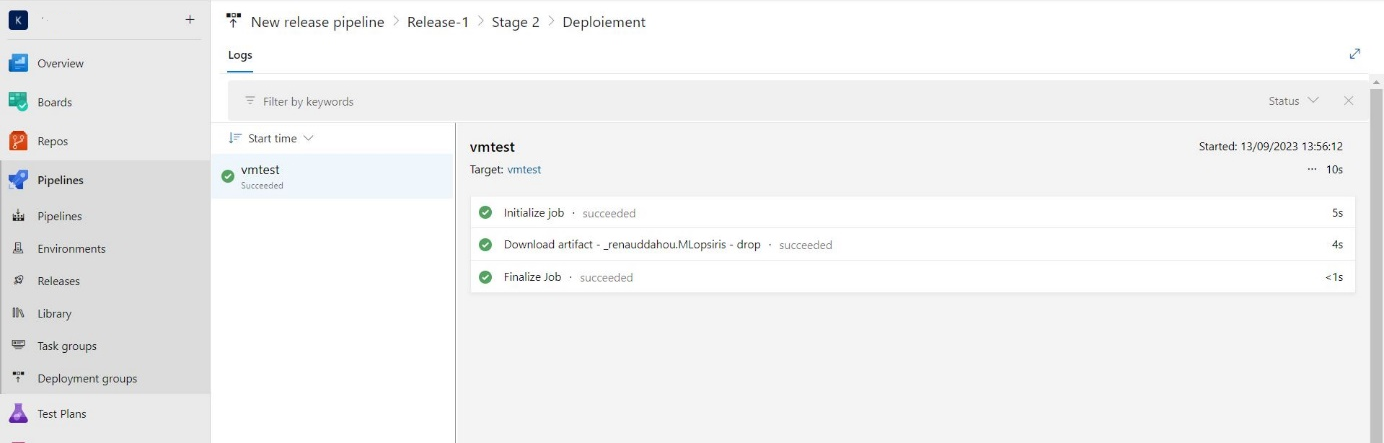 K
+
New release pipeline > Release-1 > Stage 2 > Deploiement
Logs
Overview
Boards
Repos
Pipelines
Pipelines
Environments
Releases
Library
Task groups
Deployment groups
Test Plans
Filter by keywords
Status
Start time
vmtest
Succeeded
vmtest
Started: 13/09/2023 13:56:12
Target: vmtest
... 10s
Initialize job · succeeded 5s
Download artifact - _renauddahou.MLopsiris - drop · succeeded 4s
Finalize Job · succeeded <1s